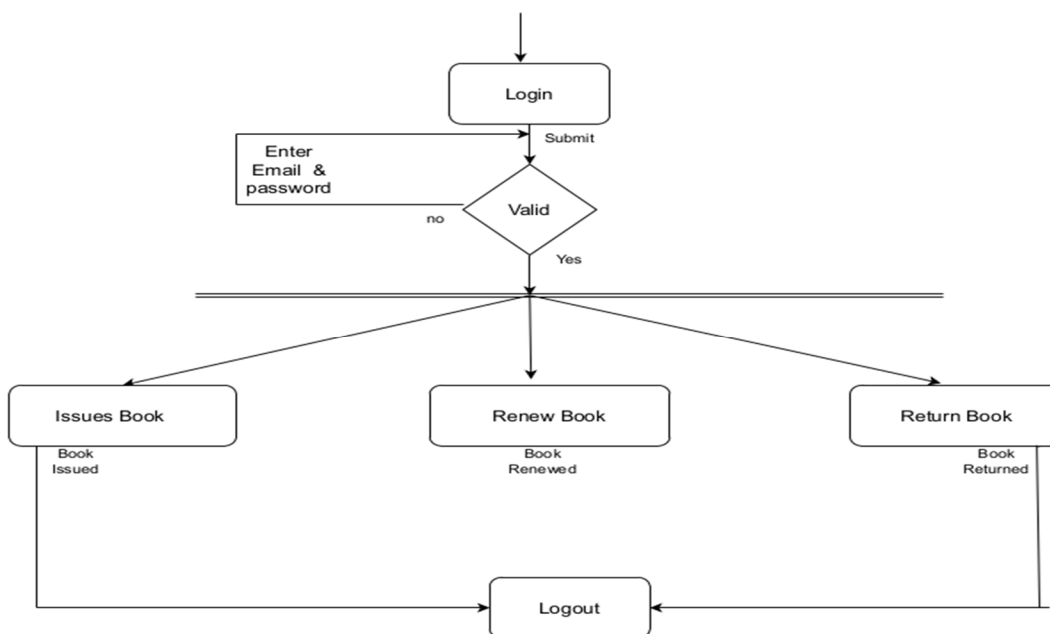 Login
Submit
Enter
Email &
password
Valid
no
Yes
Issues Book
Renew Book
Return Book
Book
Issued
Book
Renewed
Book
Returned
Logout